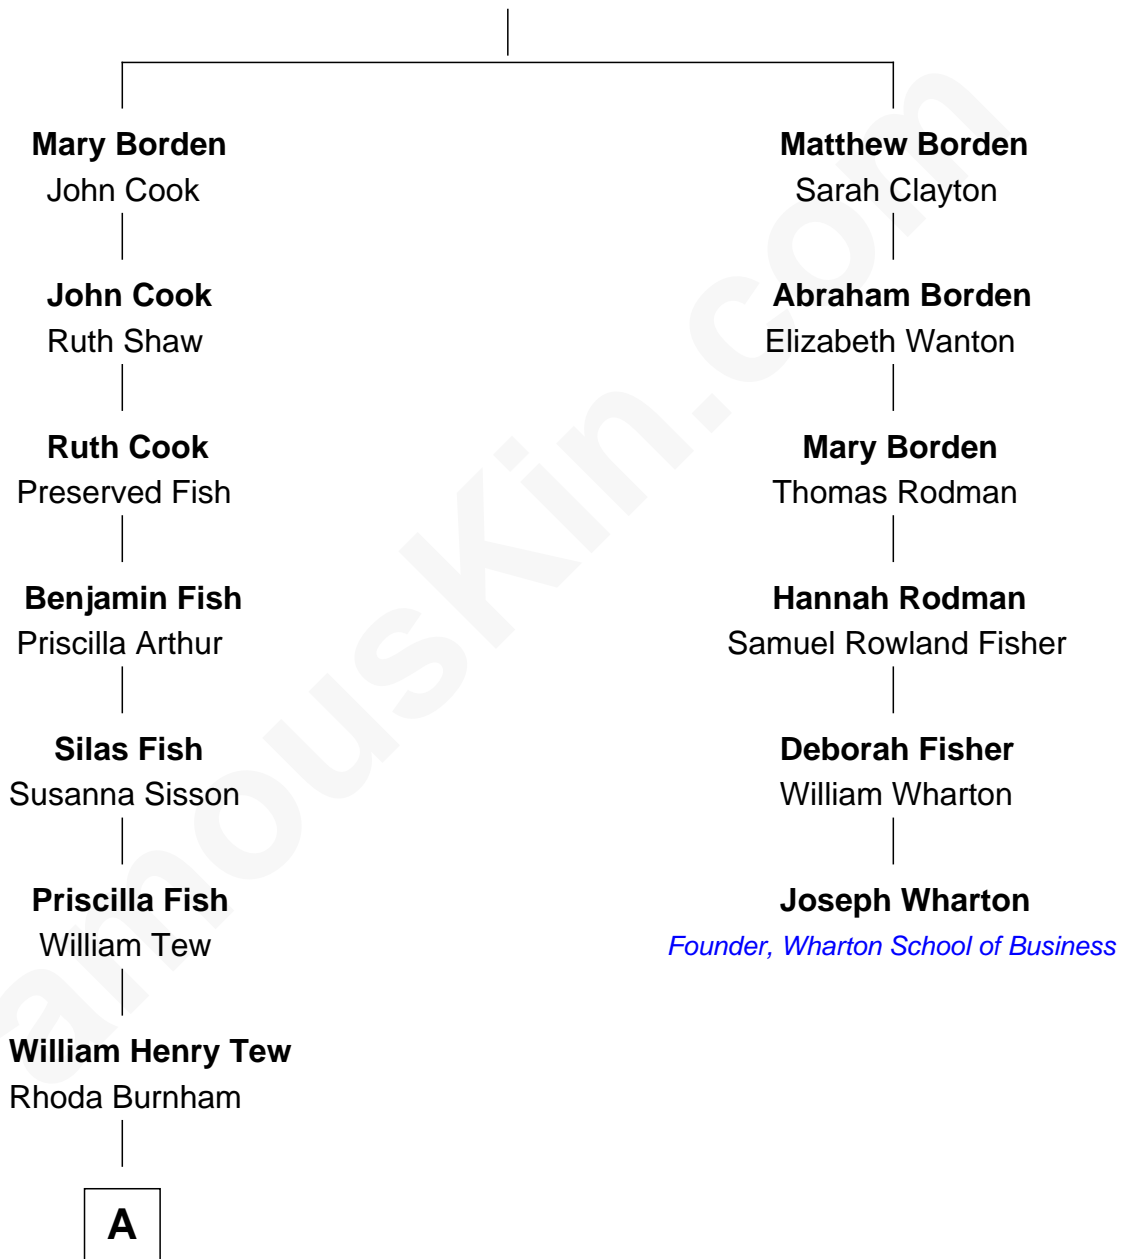 Mary Borden
John Cook
John Cook
Ruth Shaw
Ruth Cook
Preserved Fish
Benjamin Fish
Priscilla Arthur
Silas Fish
Susanna Sisson
Priscilla Fish
William Tew
William Henry Tew
Rhoda Burnham
A
Matthew Borden
Sarah Clayton
Abraham Borden
Elizabeth Wanton
Mary Borden
Thomas Rodman
Hannah Rodman
Samuel Rowland Fisher
Deborah Fisher
William Wharton
Joseph Wharton
Founder, Wharton School of Business
amousKin.com